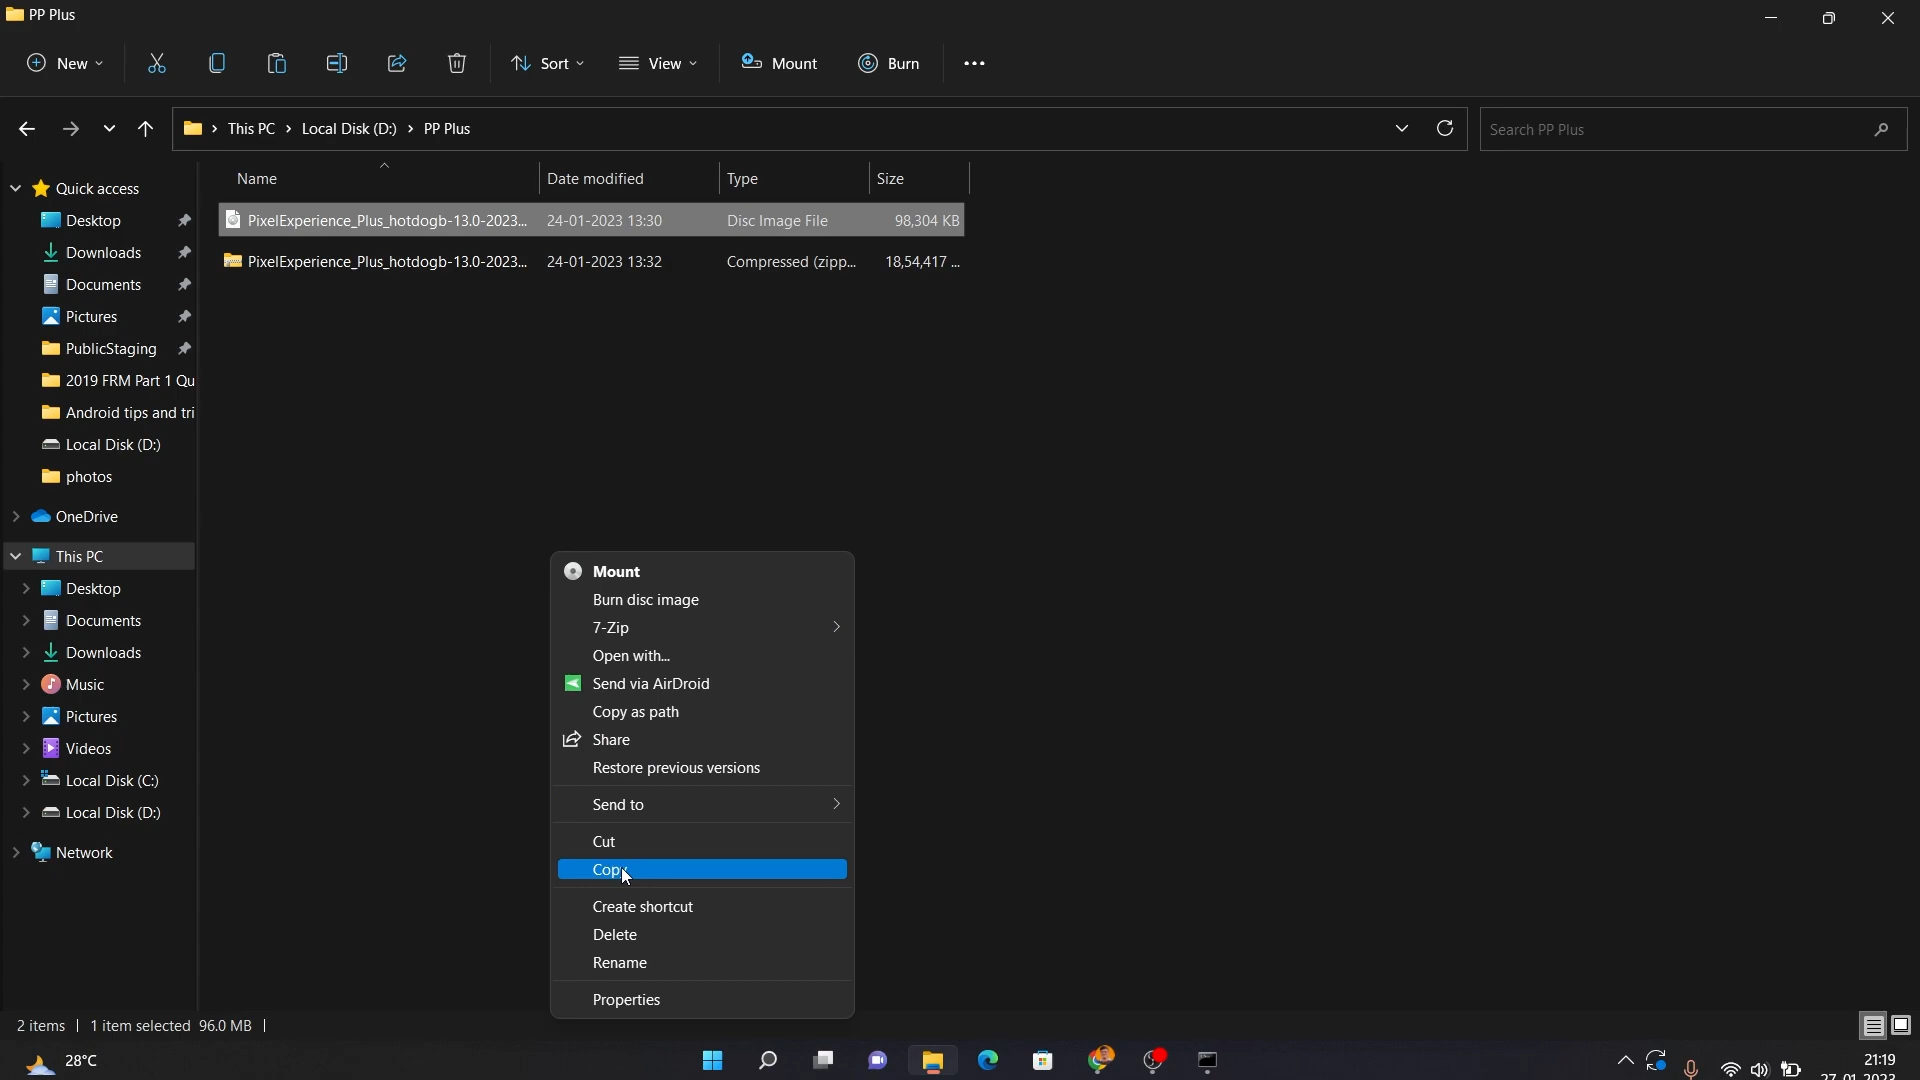 PP Plus
New
Sort
View
Mount
Burn
This PC > Local Disk (D:) > PP Plus
Search PP Plus
Name
Date modified
Type
Size
PixelExperience_Plus_hotdogb-13.0-2023... 24-01-2023 13:30 Disc Image File 98,304 KB
PixelExperience_Plus_hotdogb-13.0-2023... 24-01-2023 13:32 Compressed (zipp... 18,54,417 ...
Quick access
Desktop
Downloads
Documents
Pictures
PublicStaging
2019 FRM Part 1 Qu
Android tips and tri
Local Disk (D:)
photos
OneDrive
This PC
Desktop
Documents
Downloads
Music
Pictures
Videos
Local Disk (C:)
Local Disk (D:)
Network
Mount
Burn disc image
7-Zip
Open with...
Send via AirDroid
Copy as path
Share
Restore previous versions
Send to
Cut
Copy
Create shortcut
Delete
Rename
Properties
2 items
1 item selected 96.0 MB
28°C
21:19
27-01-2023